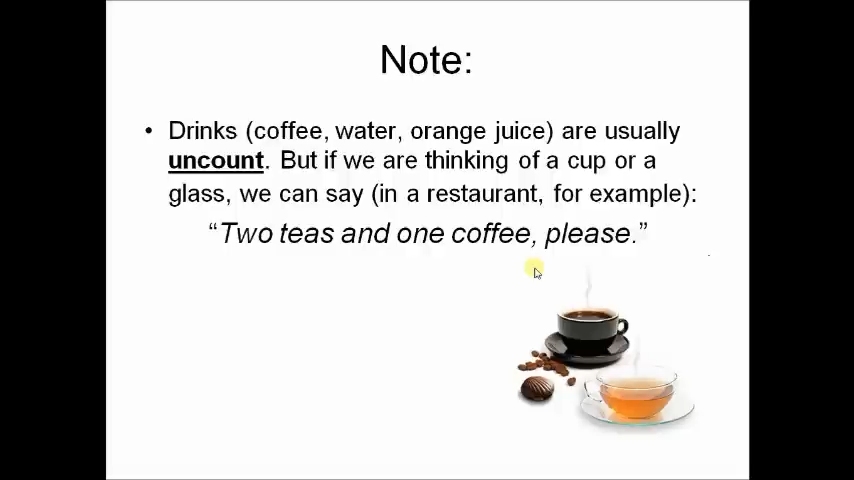 Note:
• Drinks (coffee, water, orange juice) are usually
uncount. But if we are thinking of a cup or a
glass, we can say (in a restaurant, for example):
“Two teas and one coffee, please.”